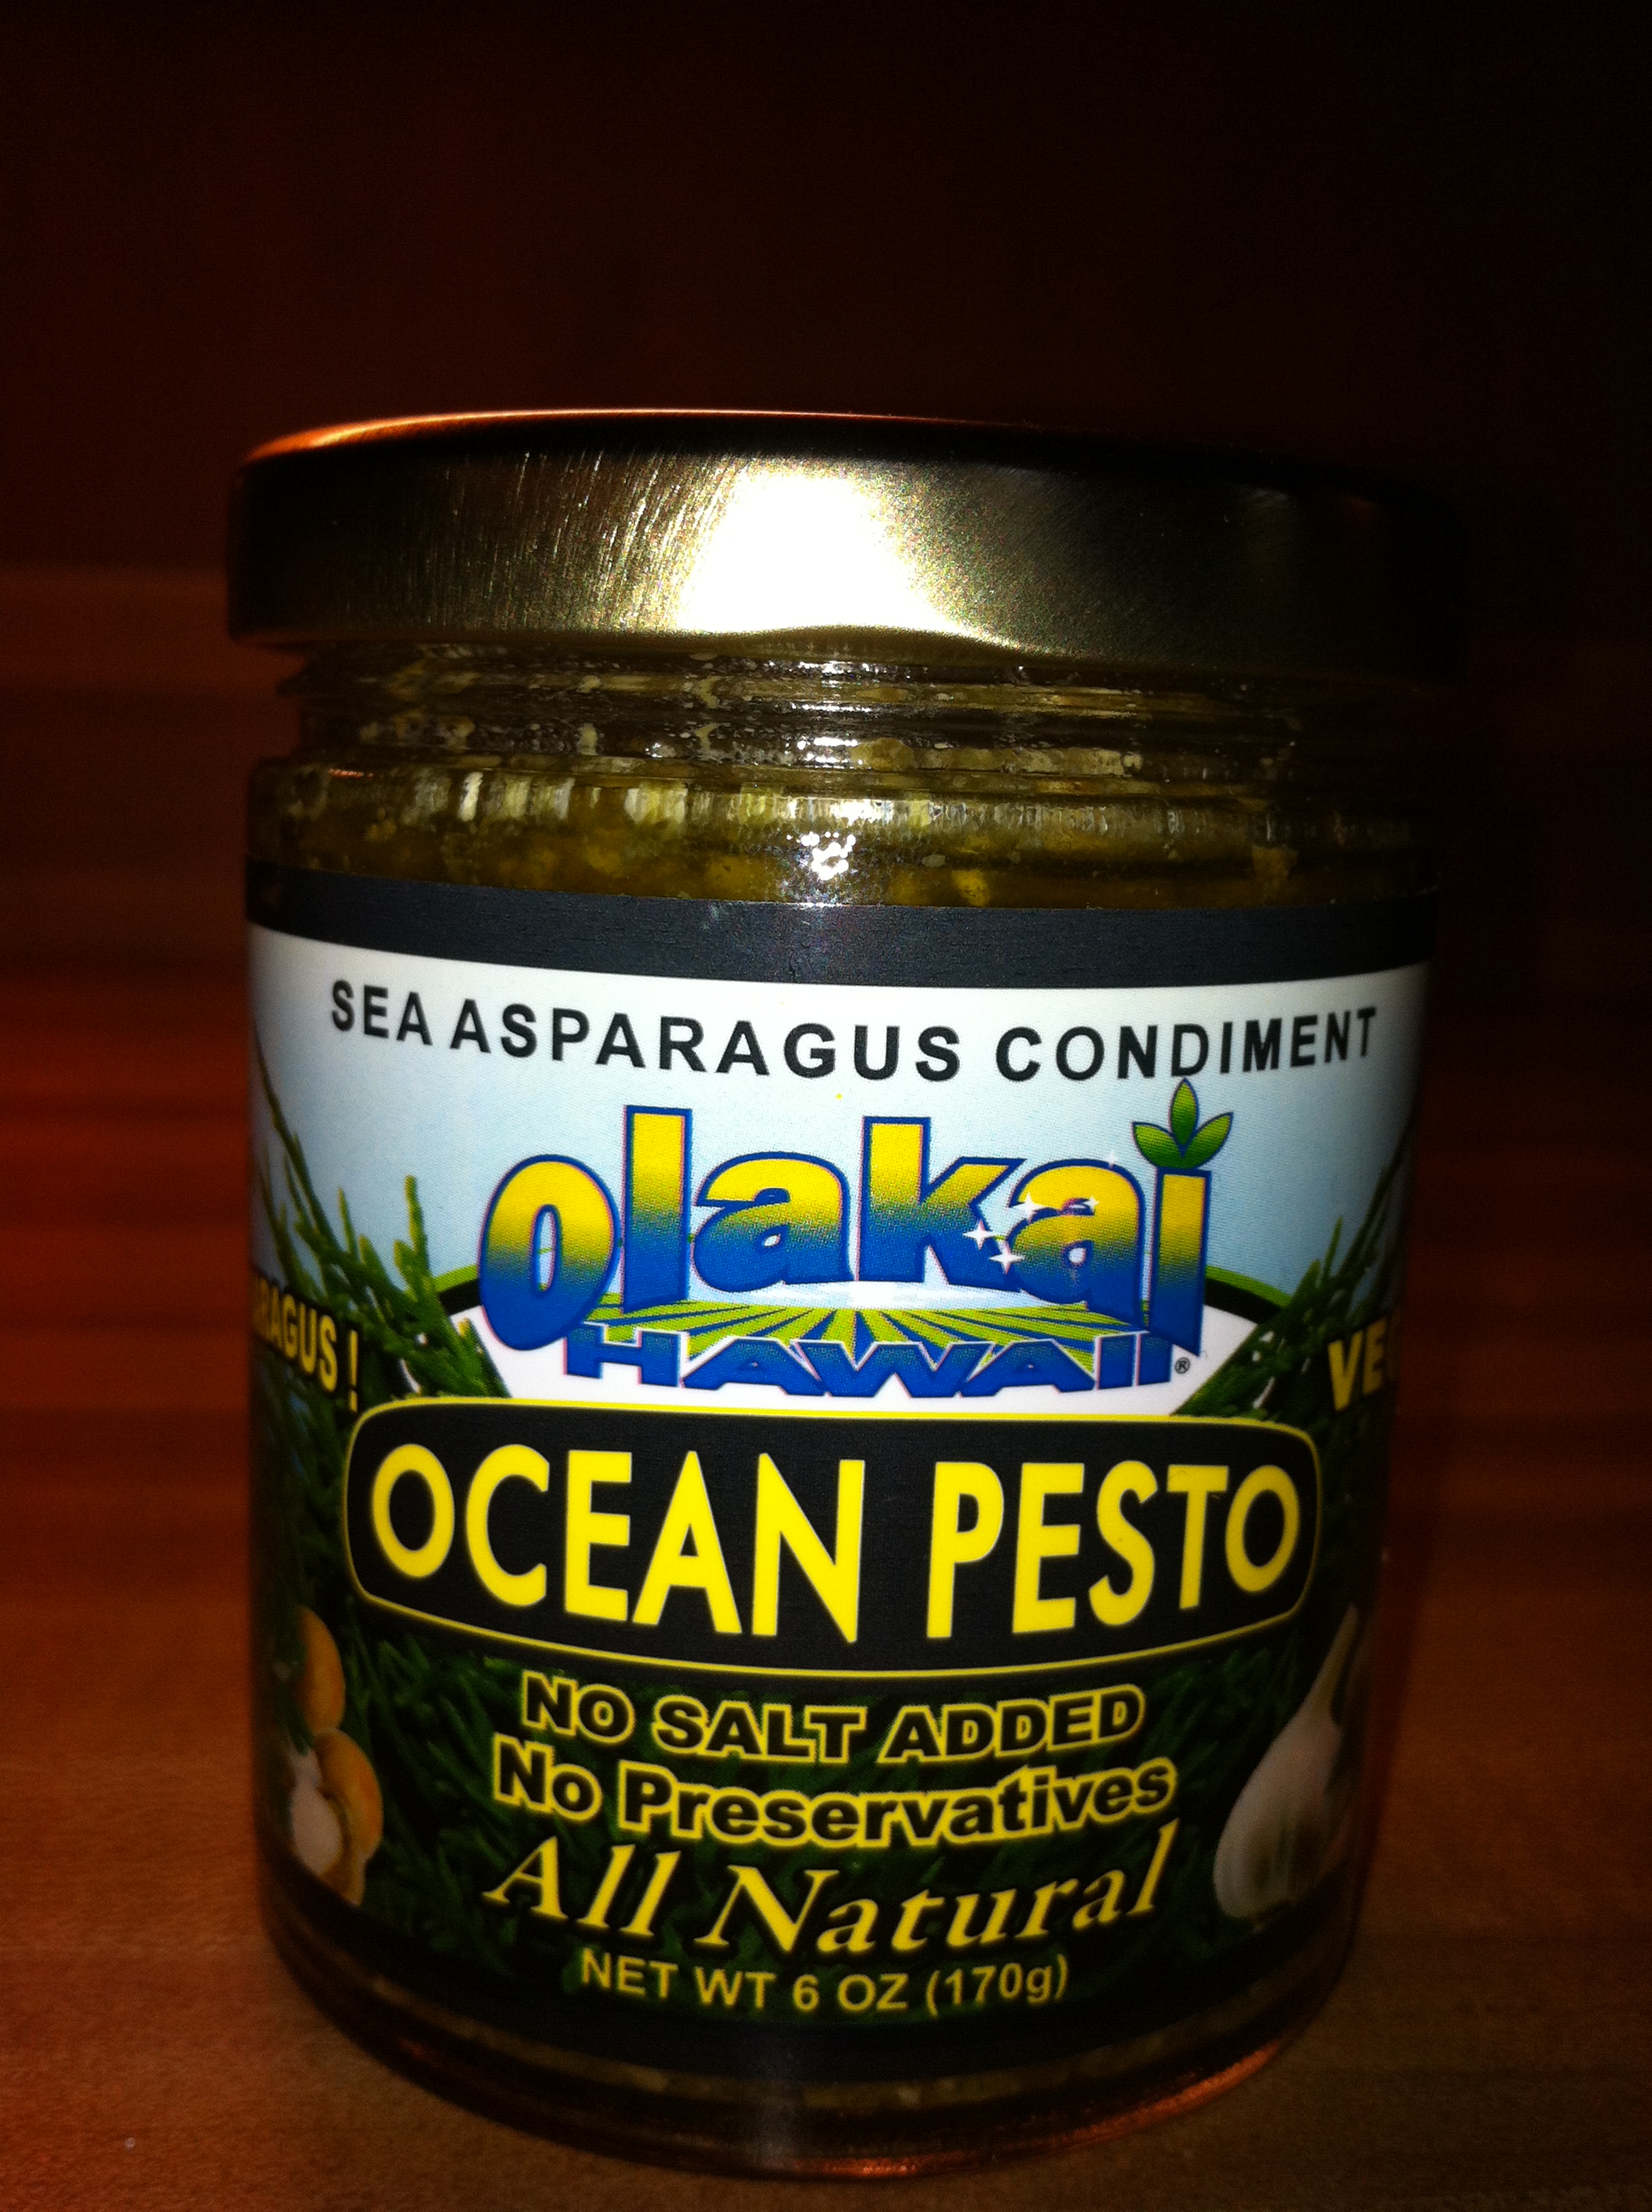 SEA ASPARAGUS CONDIMENT
olakai
HAWAII®
OCEAN PESTO
NO SALT ADDED
No Preservatives
All Natural
NET WT 6 OZ (170g)